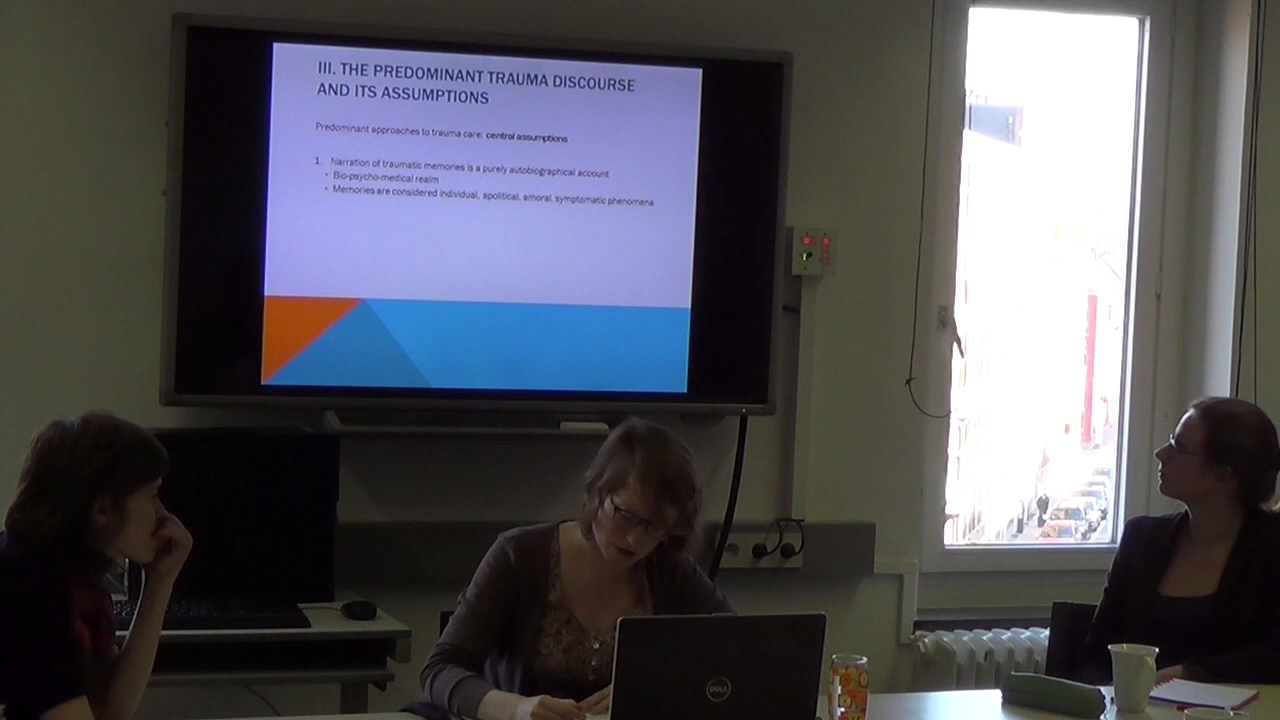 III. THE PREDOMINANT TRAUMA DISCOURSE
AND ITS ASSUMPTIONS
Predominant approaches to trauma care: central assumptions
1. Narration of traumatic memories is a purely autobiographical account
• Bio-psycho-medical realm
• Memories are considered individual, apolitical, amoral, symptomatic phenomena
DELL